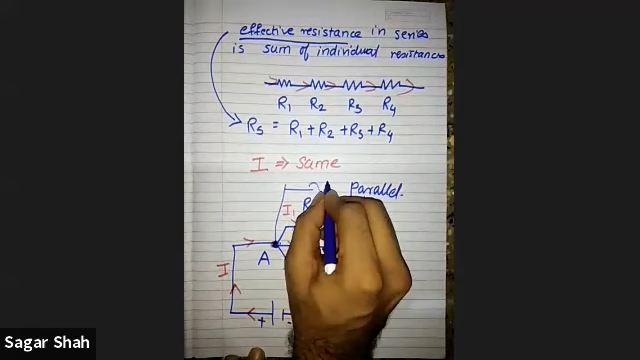 effective resistance in series
is sum of individual resistances
R1 R2 R3 R4
Rs = R1 + R2 + R3 + R4
I ⇒ Same
Parallel.
I1
R
A
I
+ -
Sagar Shah